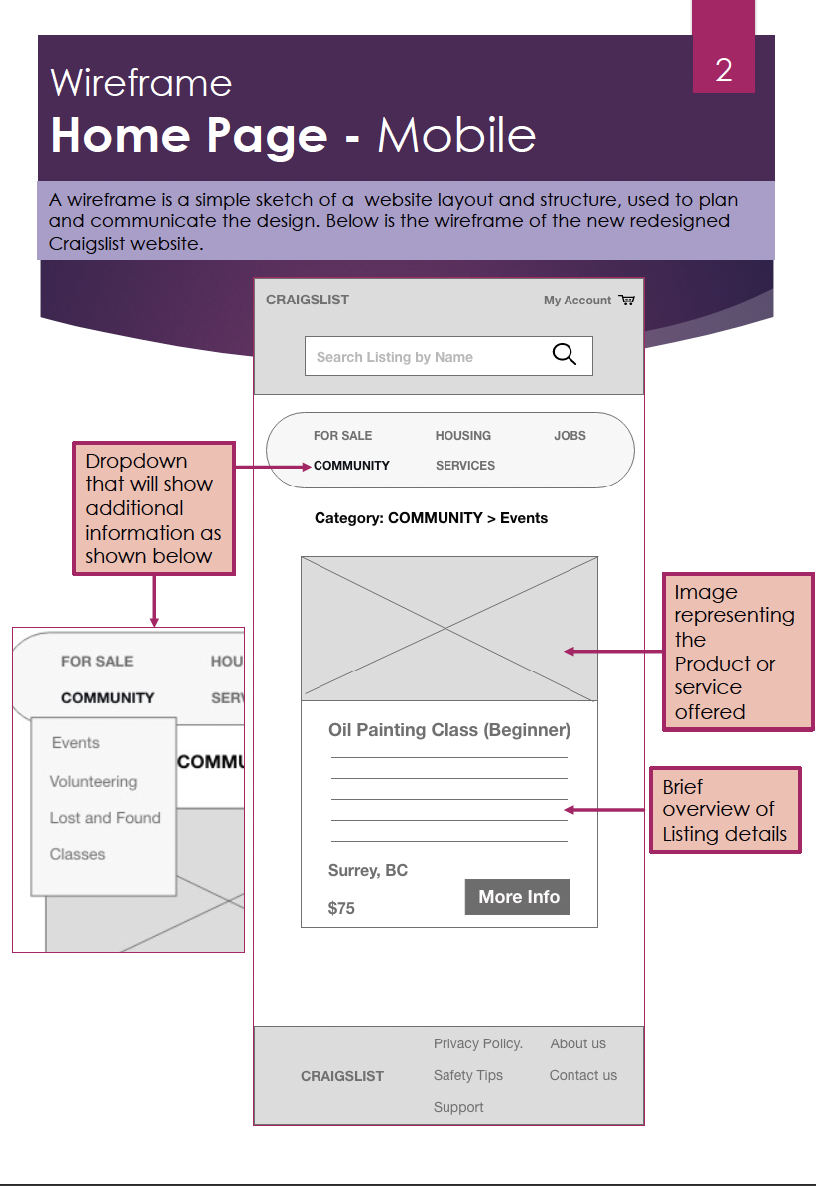 2
Wireframe
Home Page - Mobile
A wireframe is a simple sketch of a website layout and structure, used to plan
and communicate the design. Below is the wireframe of the new redesigned
Craigslist website.
CRAIGSLIST
My Account
Search Listing by Name
FOR SALE
HOUSING
JOBS
COMMUNITY
SERVICES
Category: COMMUNITY > Events
Dropdown
that will show
additional
information as
shown below
FOR SALE
HOU
COMMUNITY
SERV
Events
Volunteering
Lost and Found
Classes
COMMU
Image
representing
the
Product or
service
offered
Oil Painting Class (Beginner)
Brief
overview of
Listing details
Surrey, BC
$75
More Info
CRAIGSLIST
Privacy Policy.
About us
Safety Tips
Contact us
Support